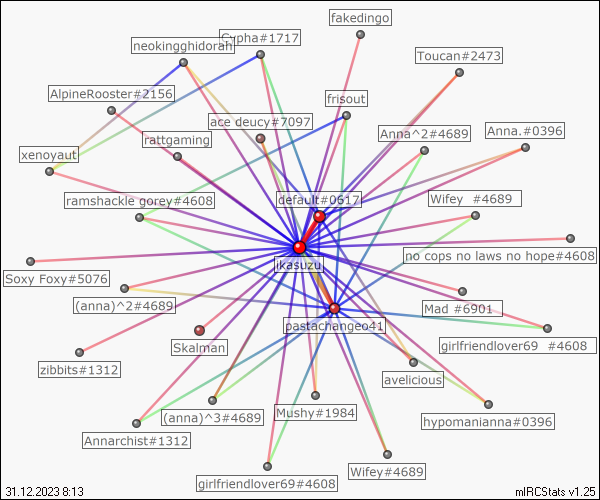 fakedingo
Cypha#1717
neokingghidorah
Toucan#2473
AlpineRooster#2156
frisout
ace deucy#7097
Anna^2#4689
Anna.#0396
rattgaming
xenoyaut
ramshackle gorey#4608
default#0617
Wifey  #4689
no cops no laws no hope#4608
ikasuzu
Soxy Foxy#5076
(anna)^2#4689
Mad #6901
pastachangeo41
Skalman
girlfriendlover69  #4608
zibbits#1312
avelicious
(anna)^3#4689
Mushy#1984
hypomanianna#0396
Annarchist#1312
Wifey#4689
girlfriendlover69#4608
31.12.2023 8:13
mIRCStats v1.25